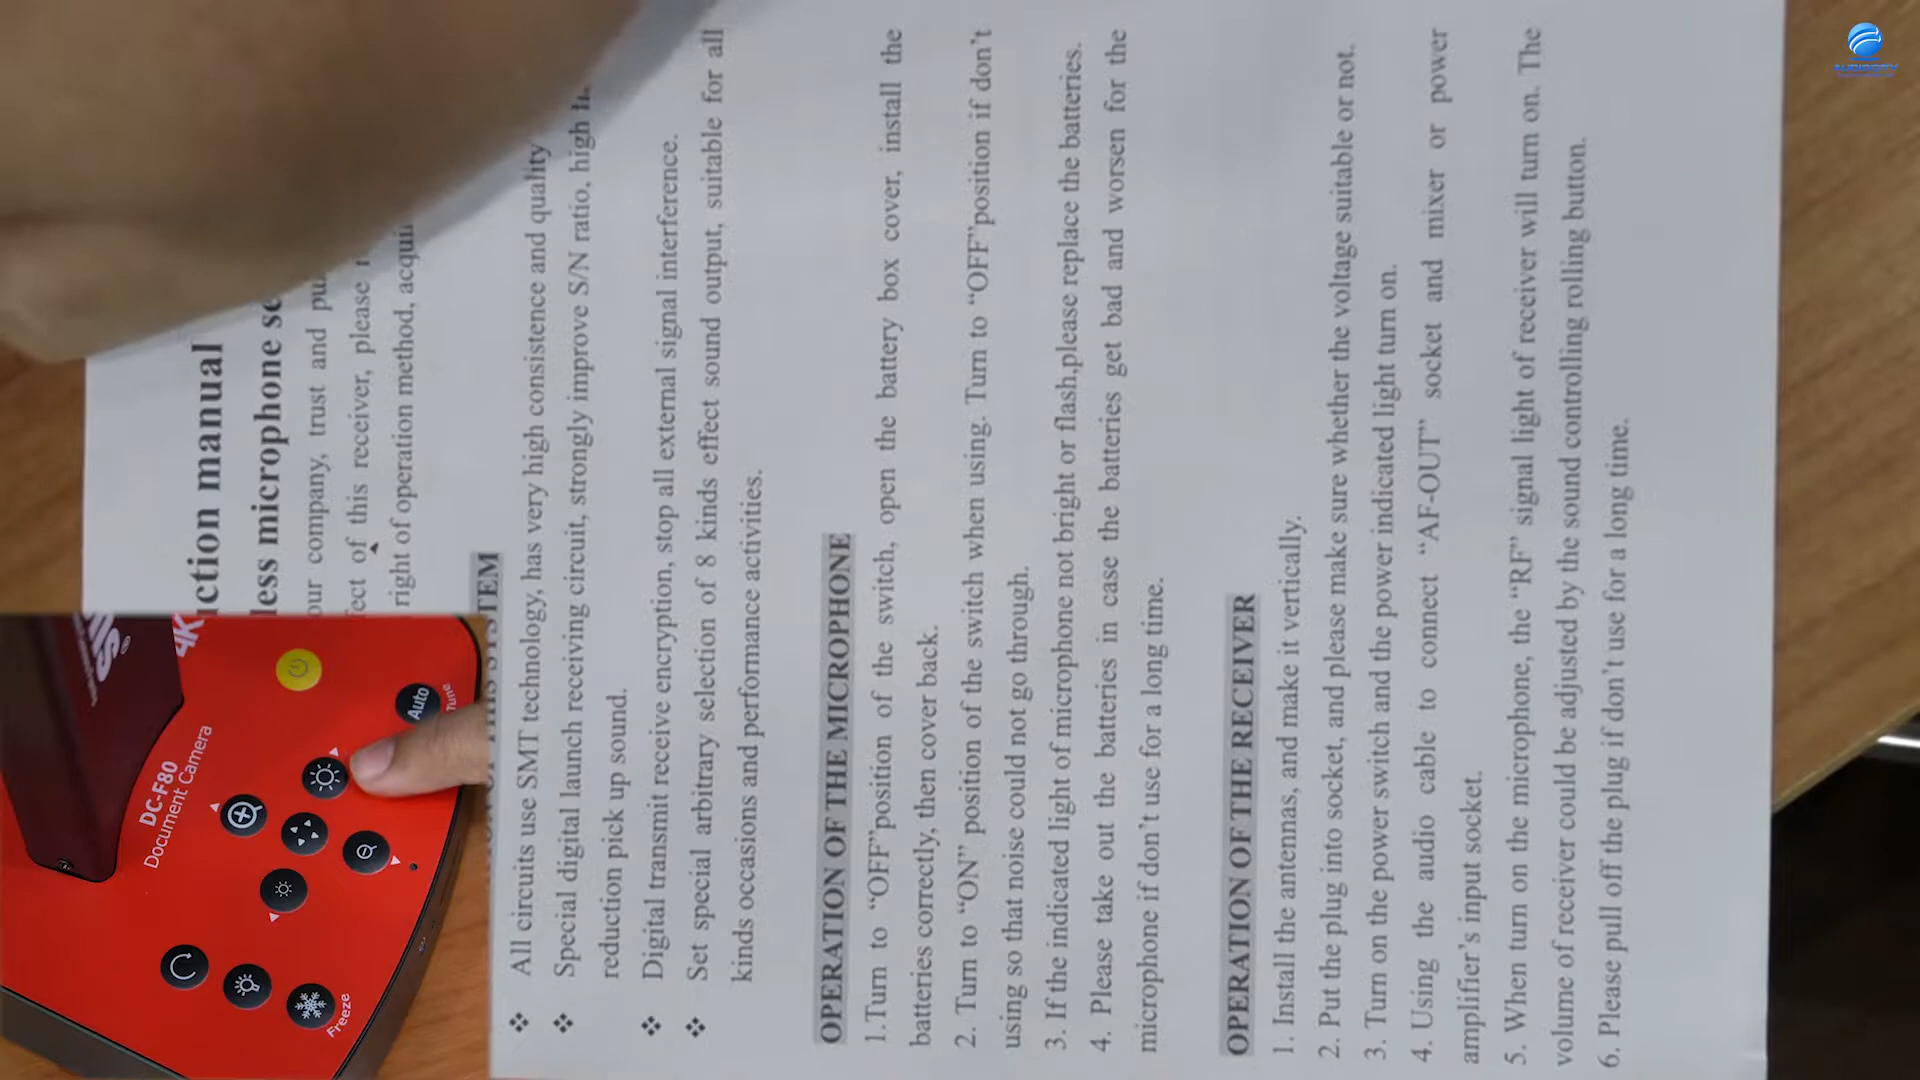 ction manual
less microphone
our company, trust and
of this receiver, please
right of operation method,
All circuits use SMT technology, has very high consistence and quality
Special digital launch receiving circuit, strongly improve S/N ratio, high
reduction pick up sound.
Digital transmit receive encryption, stop all external signal interference.
Set special arbitrary selection of 8 kinds effect sound output, suitable for all
kinds occasions and performance activities.
OPERATION OF THE MICROPHONE
1.Turn to “OFF”position of the switch, open the battery box cover, install the
batteries correctly, then cover back.
2. Turn to “ON” position of the switch when using. Turn to “OFF”position if don’t
using so that noise could not go through.
3. If the indicated light of microphone not bright or flash,please replace the batteries.
4. Please take out the batteries in case the batteries get bad and worsen for the
microphone if don’t use for a long time.
OPERATION OF THE RECEIVER
1. Install the antennas, and make it vertically.
2. Put the plug into socket, and please make sure whether the voltage suitable or not.
3. Turn on the power switch and the power indicated light turn on.
4. Using the audio cable to connect “AF-OUT” socket and mixer or power
amplifier’s input socket.
5. When turn on the microphone, the “RF” signal light of receiver will turn on. The
volume of receiver could be adjusted by the sound controlling rolling button.
6. Please pull off the plug if don’t use for a long time.
4K
DC-F80
Document Camera
Auto
Tune
Freeze
AUDIOCITY